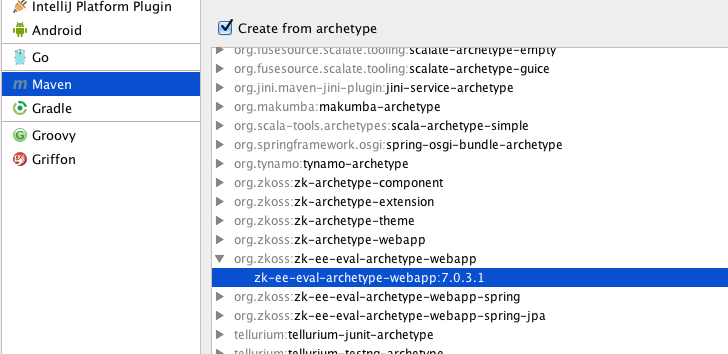 IntelliJ Platform Plugin
Android
Go
Maven
Gradle
Groovy
Griffon
Create from archetype
org.fusesource.scalate.tooling:scalate-archetype-empty
org.fusesource.scalate.tooling:scalate-archetype-guice
org.jini.maven-jini-plugin:jini-service-archetype
org.makumba:makumba-archetype
org.scala-tools.archetypes:scala-archetype-simple
org.springframework.osgi:spring-osgi-bundle-archetype
org.tynamo:tynamo-archetype
org.zkoss:zk-archetype-component
org.zkoss:zk-archetype-extension
org.zkoss:zk-archetype-theme
org.zkoss:zk-archetype-webapp
org.zkoss:zk-ee-eval-archetype-webapp
zk-ee-eval-archetype-webapp:7.0.3.1
org.zkoss:zk-ee-eval-archetype-webapp-spring
org.zkoss:zk-ee-eval-archetype-webapp-spring-jpa
tellurium:tellurium-junit-archetype
tellurium:tellurium-testng-archetype